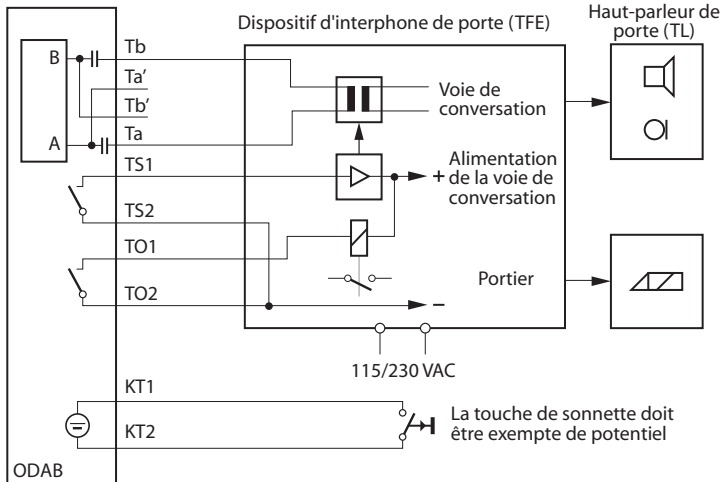 Dispositif d'interphone de porte (TFE)
Haut-parleur de
porte (TL)
B
A
Tb
Ta'
Tb'
Ta
TS1
TS2
TO1
TO2
Voie de
conversation
+ Alimentation
de la voie de
conversation
Portier
−
115/230 VAC
KT1
KT2
La touche de sonnette doit
être exempte de potentiel
ODAB